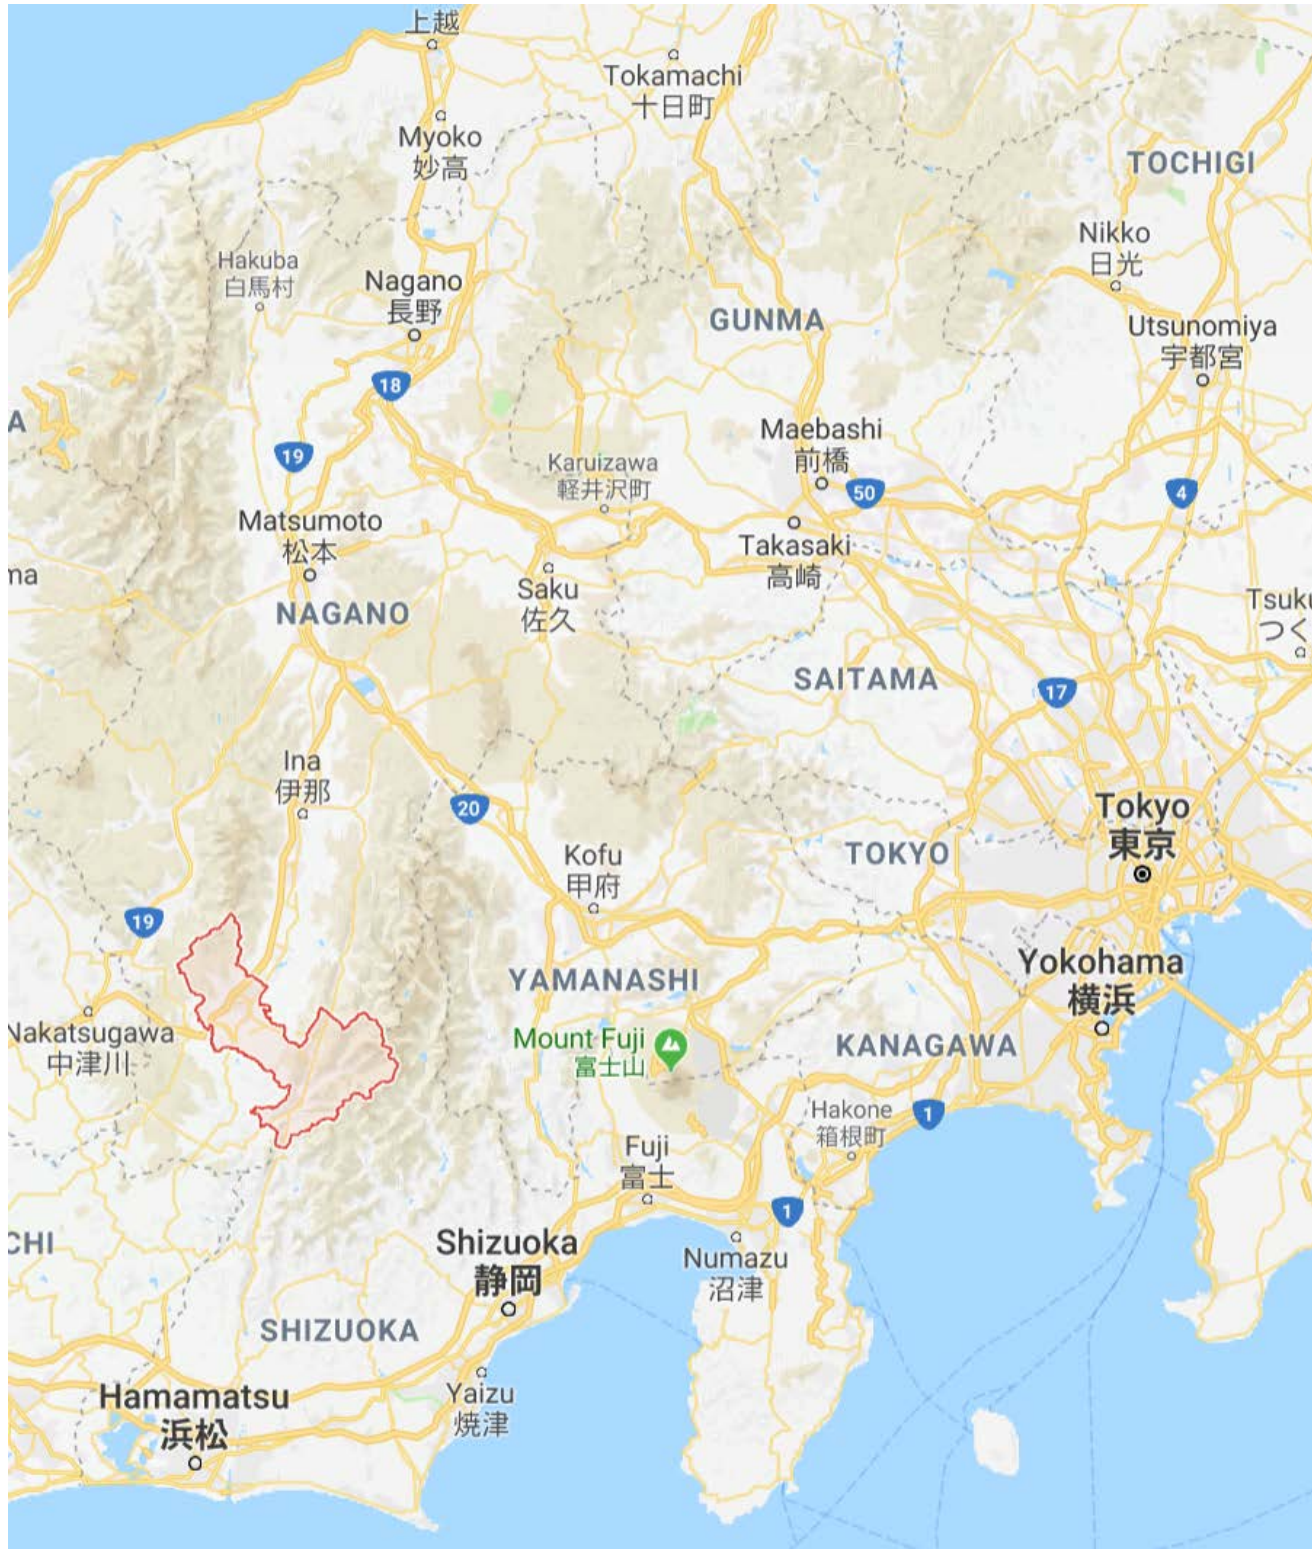 上越
Tokamachi
十日町
Myoko
妙高
TOCHIGI
Nikko
日光
Hakuba
白馬村
Nagano
長野
GUNMA
Utsunomiya
宇都宮
18
A
Maebashi
前橋
19
Karuizawa
軽井沢町
50
4
Matsumoto
松本
Takasaki
高崎
ma
Saku
佐久
Tsuku
つく
NAGANO
SAITAMA
17
Ina
伊那
20
Tokyo
東京
Kofu
甲府
TOKYO
19
YAMANASHI
Yokohama
横浜
Nakatsugawa
中津川
Mount Fuji
富士山
KANAGAWA
Hakone
箱根町
1
Fuji
富士
1
CHI
Shizuoka
静岡
Numazu
沼津
SHIZUOKA
Hamamatsu
浜松
Yaizu
焼津